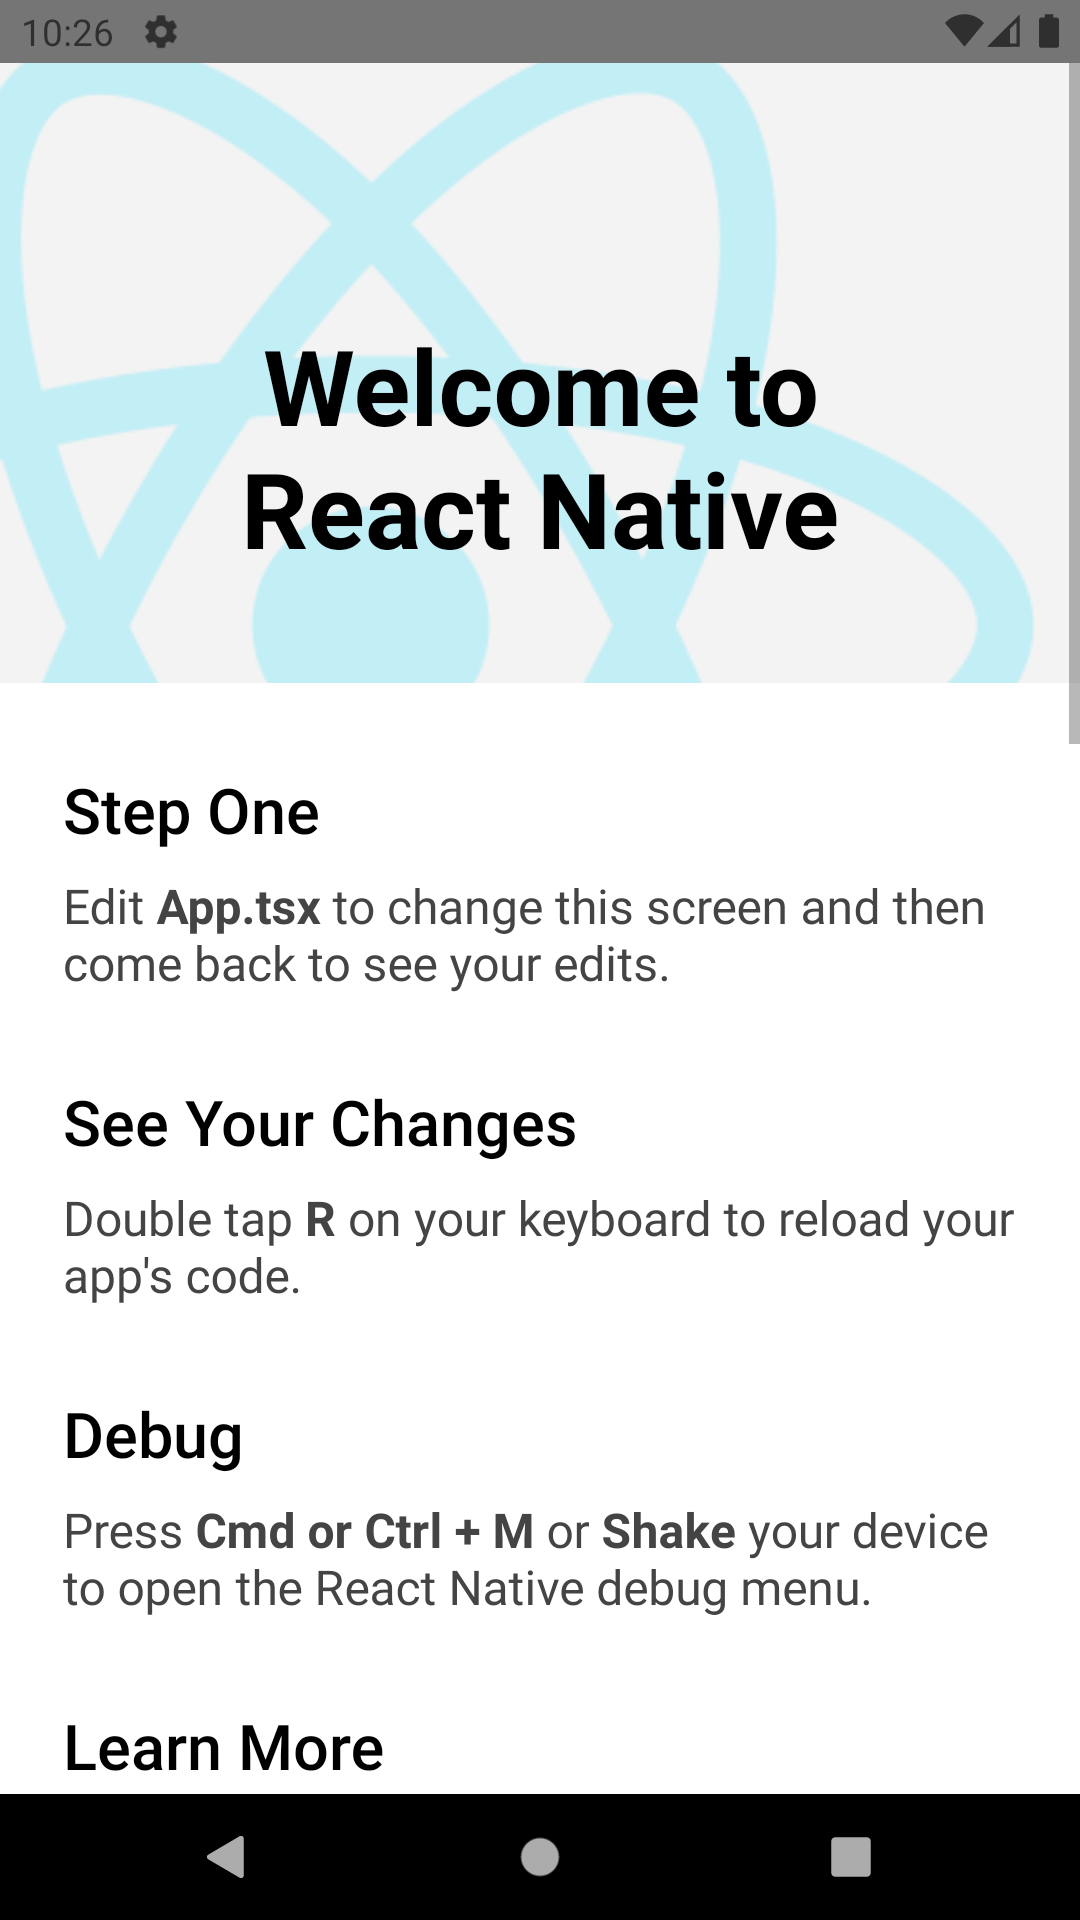 10:26
Welcome to
React Native
Step One
Edit App.tsx to change this screen and then
come back to see your edits.
See Your Changes
Double tap R on your keyboard to reload your
app's code.
Debug
Press Cmd or Ctrl + M or Shake your device
to open the React Native debug menu.
Learn More